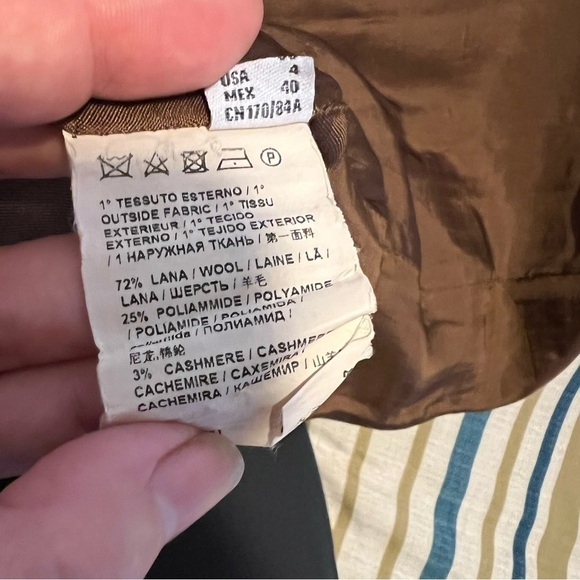 USA 4
MEX 40
CN 170/84A
P
1° TESSUTO ESTERNO / 1°
OUTSIDE FABRIC / 1° TISSU
EXTERIEUR / 1° TECIDO
EXTERNO / 1° TEJIDO EXTERIOR
/ 1 НАРУЖНАЯ ТКАНЬ / 第一面料
72% LANA / WOOL / LAINE / LÃ /
LANA / ШЕРСТЬ / 羊毛
25% POLIAMMIDE / POLYAMIDE
/ POLIAMIDE / POLIAMIDA /
/ ПОЛИАМИД /
尼龙,锦纶
3% CASHMERE / CASHMERE
CACHEMIRE / CAXEMIRA /
CACHEMIRA / КАШЕМИР / 山羊